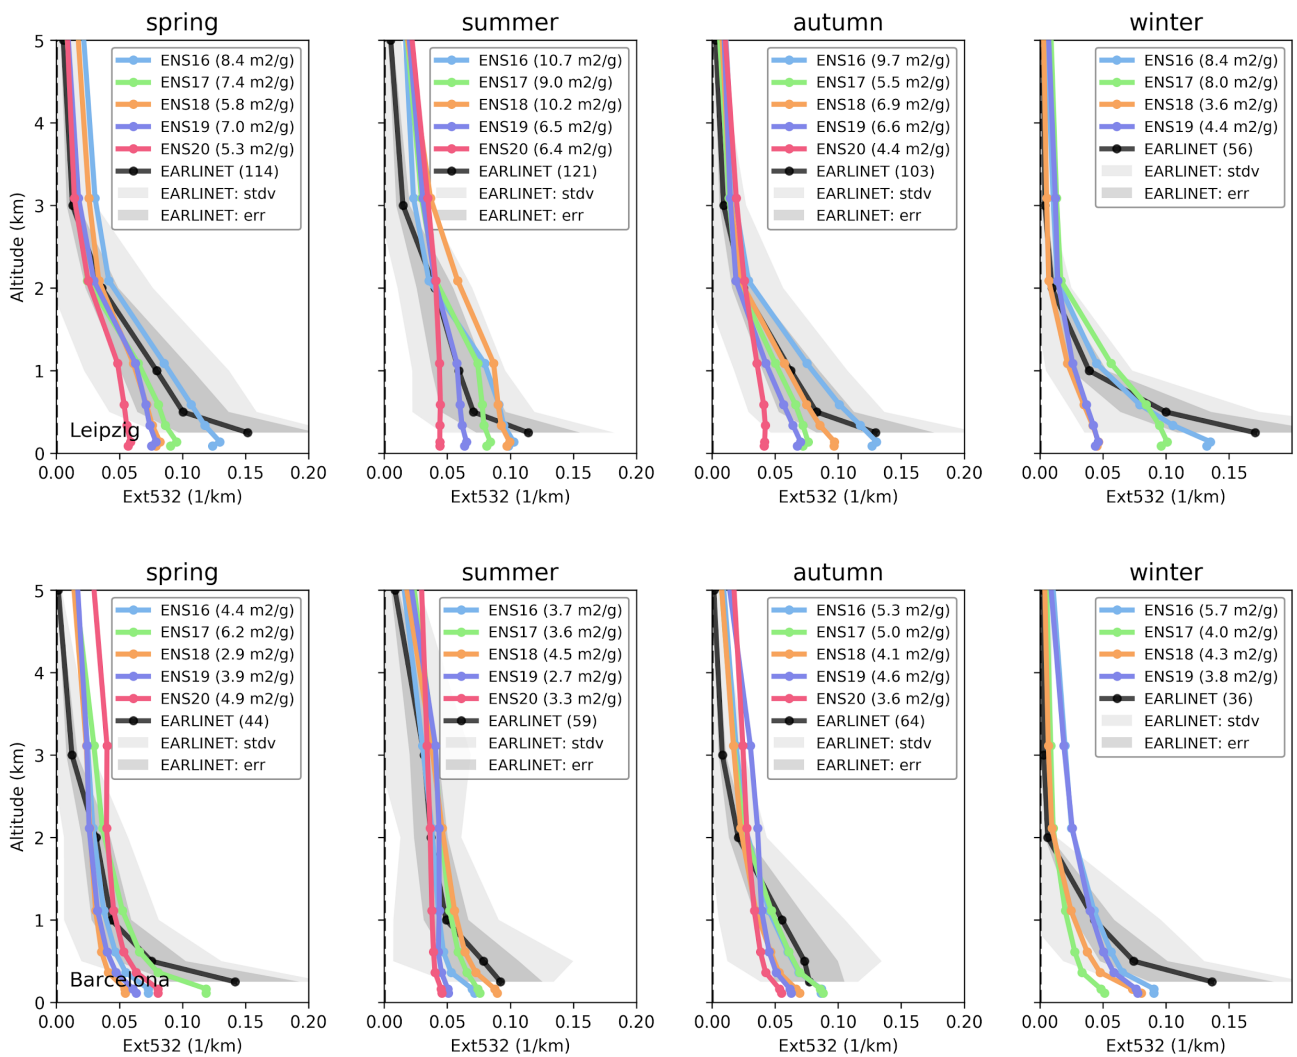 spring
summer
autumn
winter
5
4
3
2
1
0
Altitude (km)
ENS16 (8.4 m2/g)
ENS17 (7.4 m2/g)
ENS18 (5.8 m2/g)
ENS19 (7.0 m2/g)
ENS20 (5.3 m2/g)
EARLINET (114)
EARLINET: stdv
EARLINET: err
Leipzig
0.00 0.05 0.10 0.15 0.20
Ext532 (1/km)
ENS16 (10.7 m2/g)
ENS17 (9.0 m2/g)
ENS18 (10.2 m2/g)
ENS19 (6.5 m2/g)
ENS20 (6.4 m2/g)
EARLINET (121)
EARLINET: stdv
EARLINET: err
0.00 0.05 0.10 0.15 0.20
Ext532 (1/km)
ENS16 (9.7 m2/g)
ENS17 (5.5 m2/g)
ENS18 (6.9 m2/g)
ENS19 (6.6 m2/g)
ENS20 (4.4 m2/g)
EARLINET (103)
EARLINET: stdv
EARLINET: err
0.00 0.05 0.10 0.15 0.20
Ext532 (1/km)
ENS16 (8.4 m2/g)
ENS17 (8.0 m2/g)
ENS18 (3.6 m2/g)
ENS19 (4.4 m2/g)
EARLINET (56)
EARLINET: stdv
EARLINET: err
0.00 0.05 0.10 0.15
Ext532 (1/km)
spring
summer
autumn
winter
5
4
3
2
1
0
Altitude (km)
ENS16 (4.4 m2/g)
ENS17 (6.2 m2/g)
ENS18 (2.9 m2/g)
ENS19 (3.9 m2/g)
ENS20 (4.9 m2/g)
EARLINET (44)
EARLINET: stdv
EARLINET: err
Barcelona
0.00 0.05 0.10 0.15 0.20
Ext532 (1/km)
ENS16 (3.7 m2/g)
ENS17 (3.6 m2/g)
ENS18 (4.5 m2/g)
ENS19 (2.7 m2/g)
ENS20 (3.3 m2/g)
EARLINET (59)
EARLINET: stdv
EARLINET: err
0.00 0.05 0.10 0.15 0.20
Ext532 (1/km)
ENS16 (5.3 m2/g)
ENS17 (5.0 m2/g)
ENS18 (4.1 m2/g)
ENS19 (4.6 m2/g)
ENS20 (3.6 m2/g)
EARLINET (64)
EARLINET: stdv
EARLINET: err
0.00 0.05 0.10 0.15 0.20
Ext532 (1/km)
ENS16 (5.7 m2/g)
ENS17 (4.0 m2/g)
ENS18 (4.3 m2/g)
ENS19 (3.8 m2/g)
EARLINET (36)
EARLINET: stdv
EARLINET: err
0.00 0.05 0.10 0.15
Ext532 (1/km)